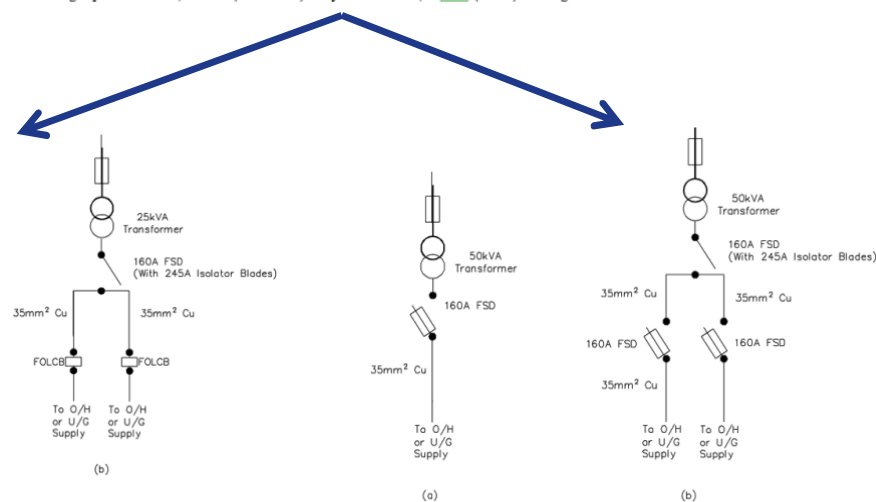 25kVA
Transformer
160A FSD
(With 245A Isolator Blades)
35mm² Cu
35mm² Cu
FOLCB
FOLCB
To O/H
or U/G
Supply
To O/H
or U/G
Supply
(b)
50kVA
Transformer
160A FSD
35mm² Cu
To O/H
or U/G
Supply
(a)
50kVA
Transformer
160A FSD
(With 245A Isolator Blades)
35mm² Cu
35mm² Cu
160A FSD
160A FSD
35mm² Cu
To O/H
or U/G
Supply
To O/H
or U/G
Supply
(b)